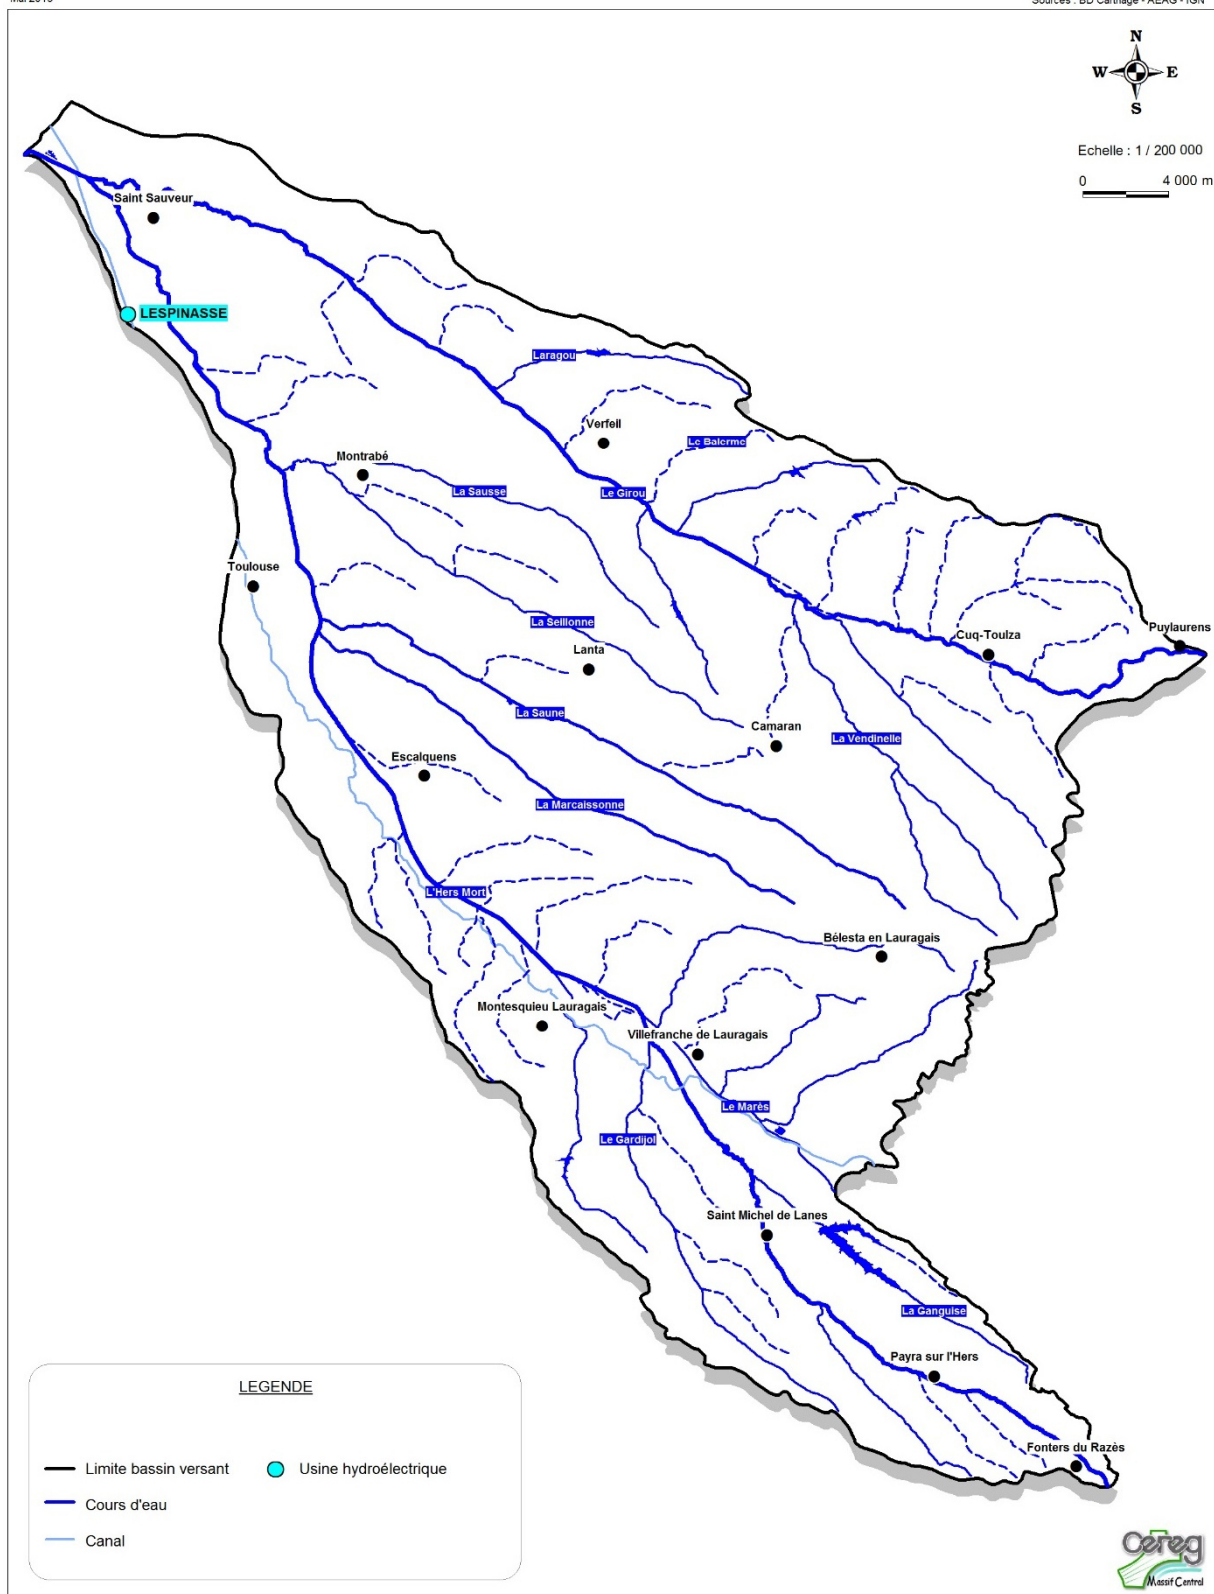 Sources : BD Carthage - AEAG - IGN
N
W E
S
Echelle : 1 / 200 000
0 4 000 m
Saint Sauveur
LESPINASSE
Laragou
Verfeil
Le Balerme
Montrabé
La Sausse
Le Girou
Toulouse
La Seillonne
Puylaurens
Cuq-Toulza
Lanta
La Saune
Camaran
La Vendinelle
Escalquens
La Marcaissonne
L'Hers Mort
Bélesta en Lauragais
Montesquieu Lauragais
Villefranche de Lauragais
Le Marès
Le Gardijol
Saint Michel de Lanes
La Ganguise
Payra sur l'Hers
Fonters du Razès
LEGENDE
Limite bassin versant
Usine hydroélectrique
Cours d'eau
Canal
Cereg
Massif Central